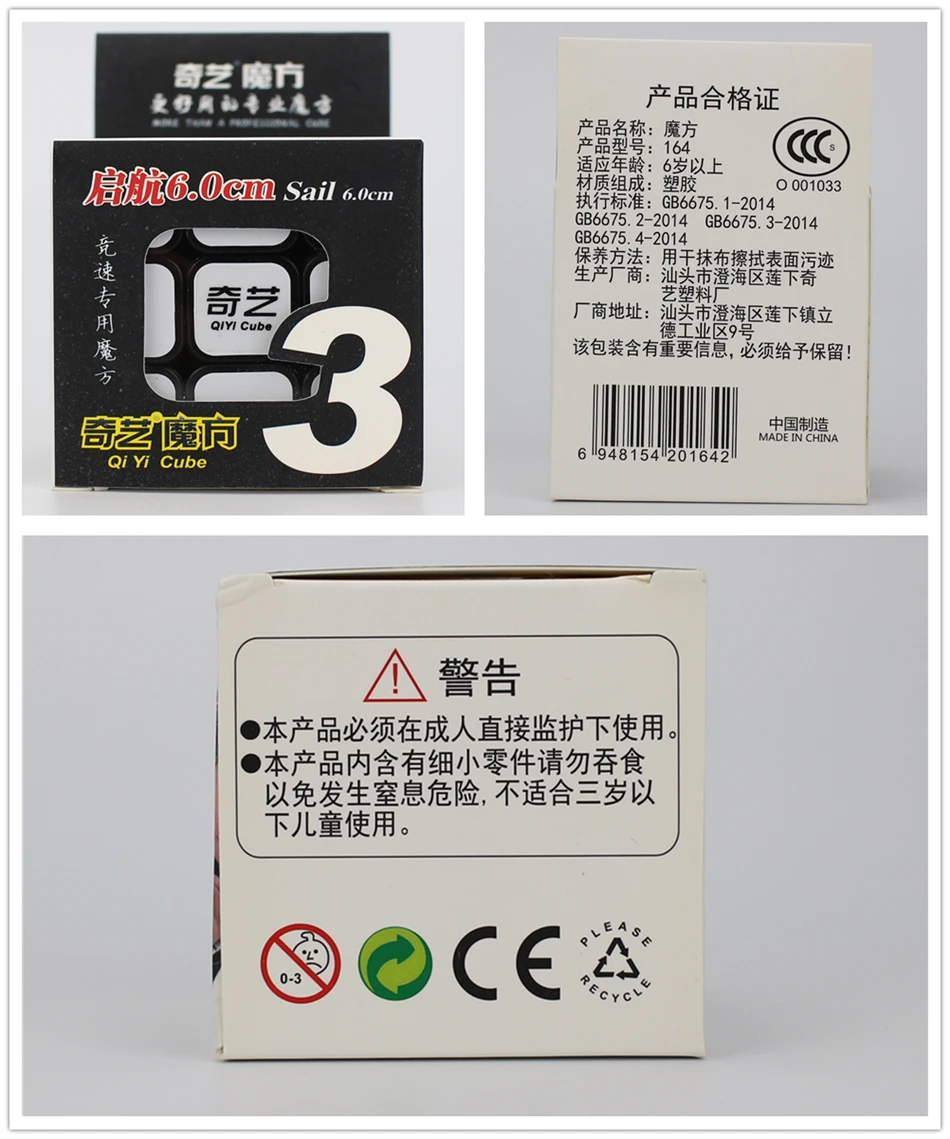 奇艺®魔方
更好用的专业魔方
MORE THAN A PROFESSIONAL CUBE
启航6.0cm Sail 6.0cm
竞速专用魔方
奇艺
QiYi Cube
3
奇艺®魔方
Qi Yi Cube
产品合格证
产品名称：魔方
产品型号：164
适应年龄：6岁以上
材质组成：塑胶
执行标准：GB6675.1-2014
GB6675.2-2014 GB6675.3-2014
GB6675.4-2014
保养方法：用干抹布擦拭表面污迹
生产厂商：汕头市澄海区莲下奇
艺塑料厂
厂商地址：汕头市澄海区莲下镇立
德工业区9号
该包装含有重要信息，必须给予保留！
CCC S
O 001033
6 948154 201642
中国制造
MADE IN CHINA
! 警告
●本产品必须在成人直接监护下使用。
●本产品内含有细小零件请勿吞食
以免发生窒息危险，不适合三岁以
下儿童使用。
0-3
CE
PLEASE
RECYCLE